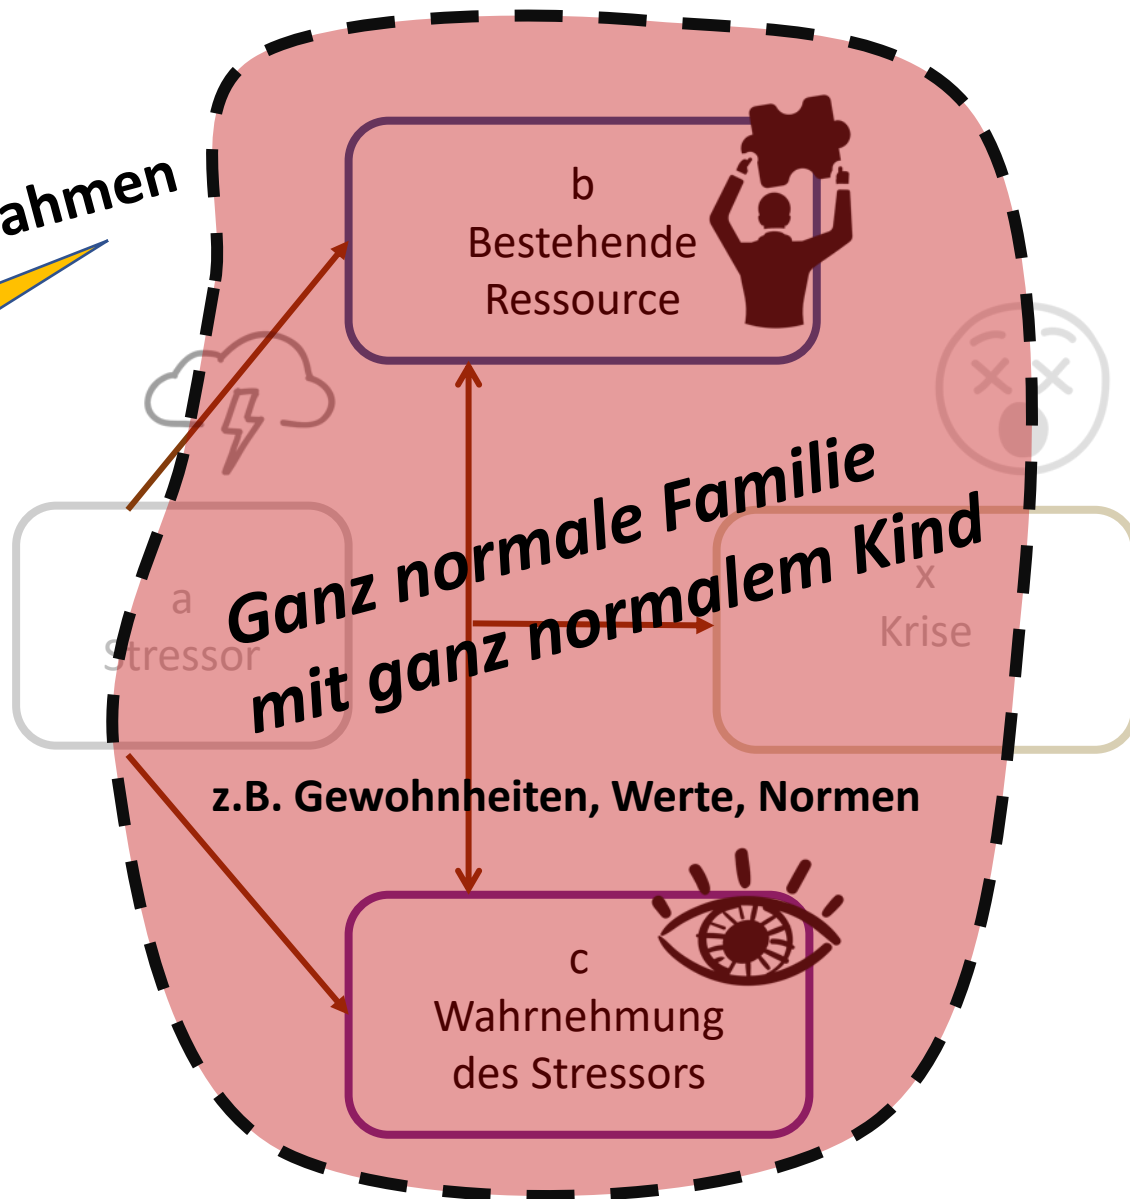 ahmen
b
Bestehende
Ressource
Ganz normale Familie
mit ganz normalem Kind
a
Stressor
x
Krise
z.B. Gewohnheiten, Werte, Normen
c
Wahrnehmung
des Stressors